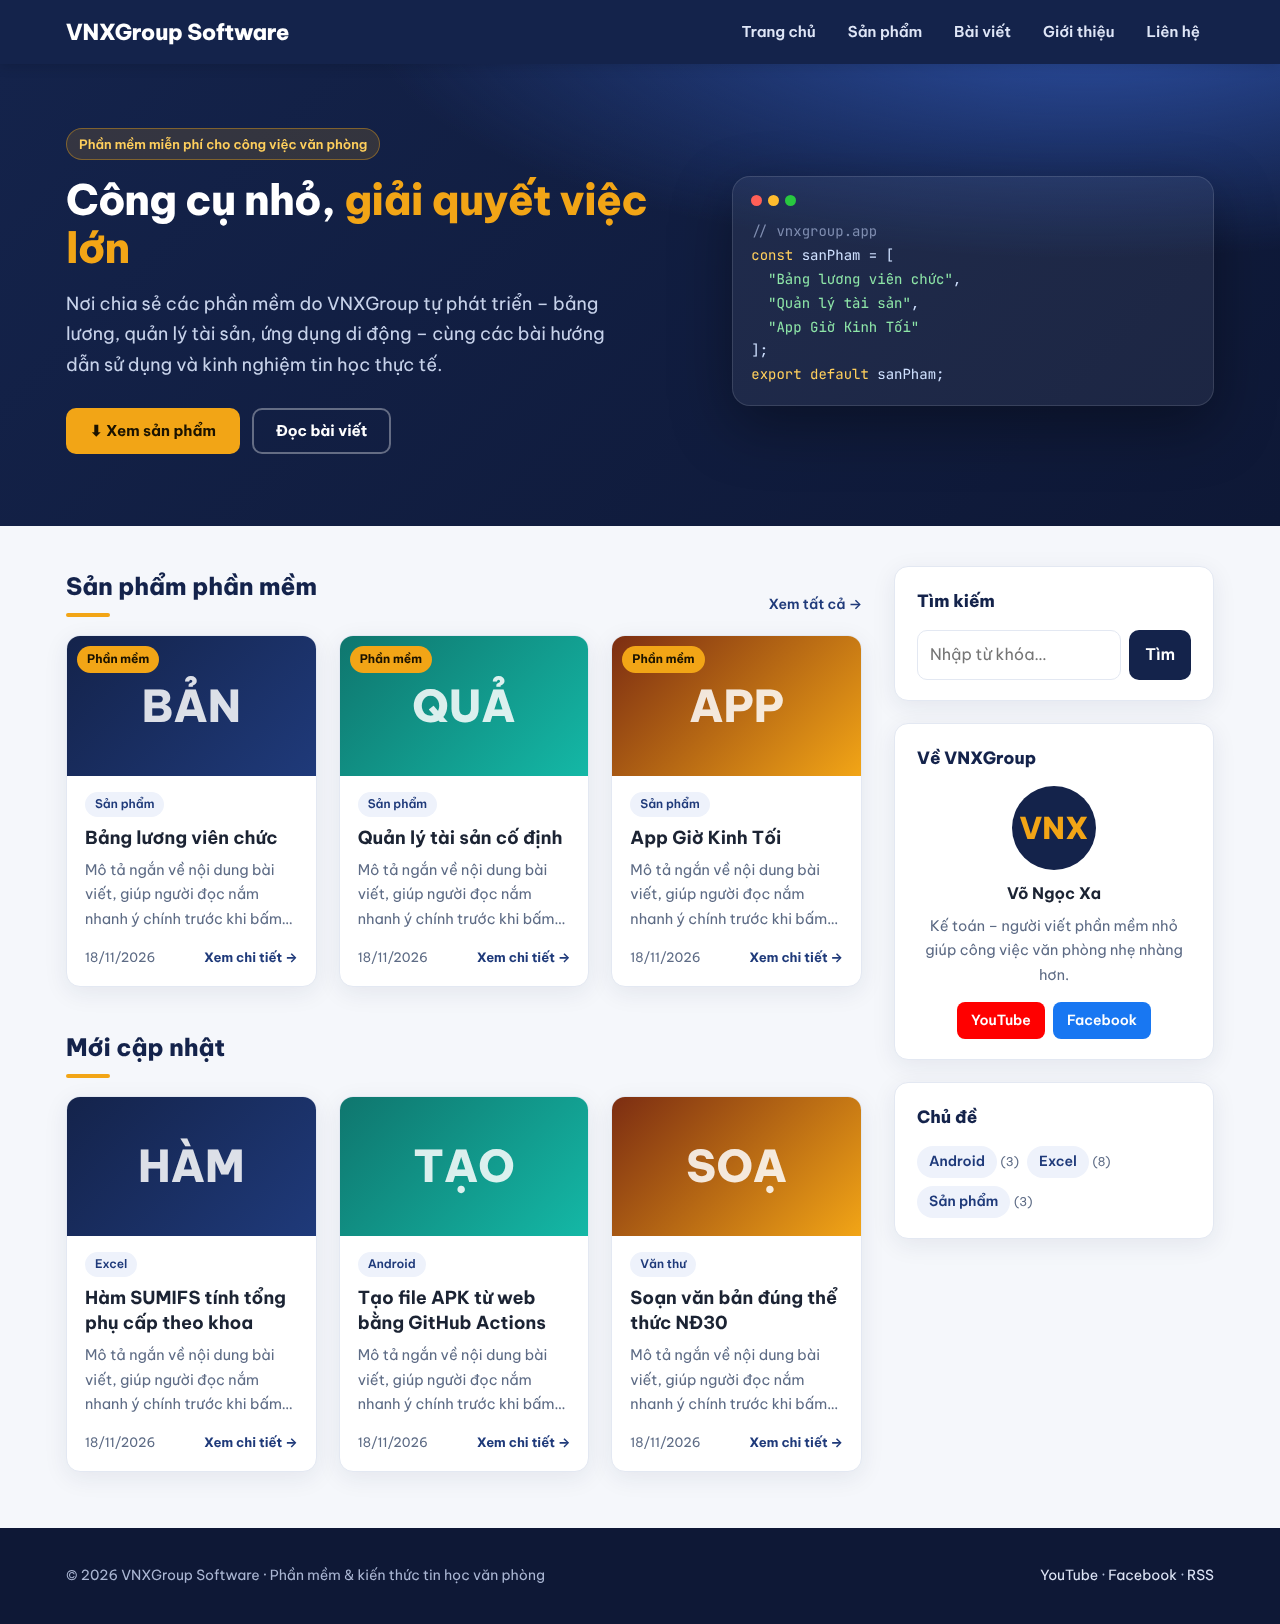 VNXGroup Software
Trang chủ Sản phẩm Bài viết Giới thiệu Liên hệ
Phần mềm miễn phí cho công việc văn phòng
Công cụ nhỏ, giải quyết việc
lớn
Nơi chia sẻ các phần mềm do VNXGroup tự phát triển – bảng
lương, quản lý tài sản, ứng dụng di động – cùng các bài hướng
dẫn sử dụng và kinh nghiệm tin học thực tế.
⬇ Xem sản phẩm
Đọc bài viết
// vnxgroup.app
const sanPham = [
"Bảng lương viên chức",
"Quản lý tài sản",
"App Giờ Kinh Tối"
];
export default sanPham;
Sản phẩm phần mềm
Xem tất cả →
Phần mềm
BẢN
Sản phẩm
Bảng lương viên chức
Mô tả ngắn về nội dung bài
viết, giúp người đọc nắm
nhanh ý chính trước khi bấm...
18/11/2026 Xem chi tiết →
Phần mềm
QUẢ
Sản phẩm
Quản lý tài sản cố định
Mô tả ngắn về nội dung bài
viết, giúp người đọc nắm
nhanh ý chính trước khi bấm...
18/11/2026 Xem chi tiết →
Phần mềm
APP
Sản phẩm
App Giờ Kinh Tối
Mô tả ngắn về nội dung bài
viết, giúp người đọc nắm
nhanh ý chính trước khi bấm...
18/11/2026 Xem chi tiết →
Mới cập nhật
HÀM
Excel
Hàm SUMIFS tính tổng
phụ cấp theo khoa
Mô tả ngắn về nội dung bài
viết, giúp người đọc nắm
nhanh ý chính trước khi bấm...
18/11/2026 Xem chi tiết →
TẠO
Android
Tạo file APK từ web
bằng GitHub Actions
Mô tả ngắn về nội dung bài
viết, giúp người đọc nắm
nhanh ý chính trước khi bấm...
18/11/2026 Xem chi tiết →
SOẠ
Văn thư
Soạn văn bản đúng thể
thức NĐ30
Mô tả ngắn về nội dung bài
viết, giúp người đọc nắm
nhanh ý chính trước khi bấm...
18/11/2026 Xem chi tiết →
Tìm kiếm
Nhập từ khóa... Tìm
Về VNXGroup
VNX
Võ Ngọc Xa
Kế toán – người viết phần mềm nhỏ
giúp công việc văn phòng nhẹ nhàng
hơn.
YouTube Facebook
Chủ đề
Android (3) Excel (8)
Sản phẩm (3)
© 2026 VNXGroup Software · Phần mềm & kiến thức tin học văn phòng
YouTube · Facebook · RSS